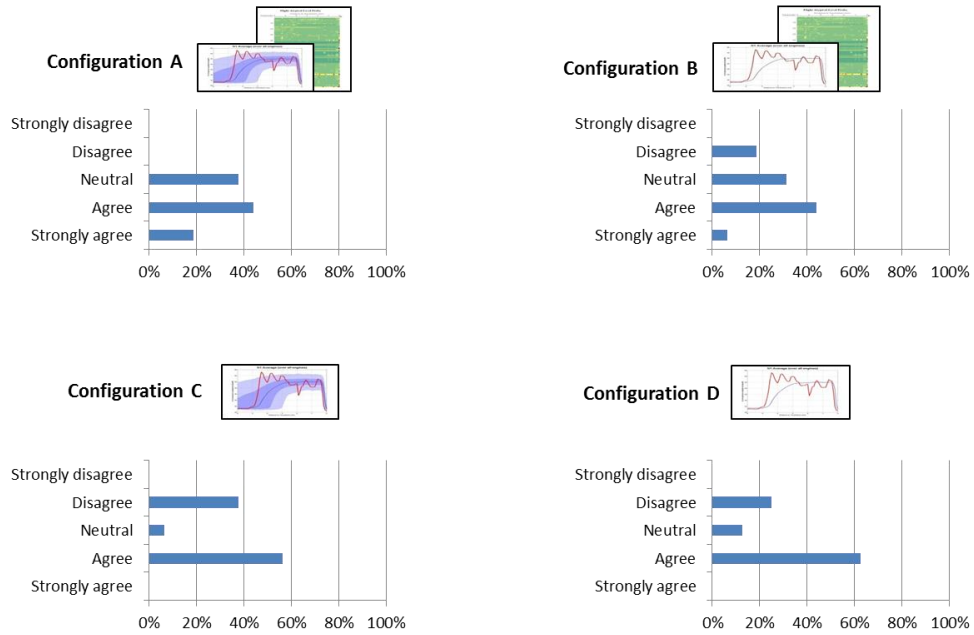 Configuration A
Strongly disagree
Disagree
Neutral
Agree
Strongly agree
0% 20% 40% 60% 80% 100%
Configuration B
Strongly disagree
Disagree
Neutral
Agree
Strongly agree
0% 20% 40% 60% 80% 100%
Configuration C
Strongly disagree
Disagree
Neutral
Agree
Strongly agree
0% 20% 40% 60% 80% 100%
Configuration D
Strongly disagree
Disagree
Neutral
Agree
Strongly agree
0% 20% 40% 60% 80% 100%